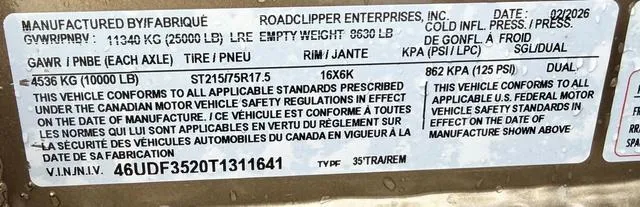 MANUFACTURED BY/FABRIQUÉ ROADCLIPPER ENTERPRISES, INC. DATE: 02/2026
GVWR/PNBV: 11340 KG (25000 LB) LRE EMPTY WEIGHT 8630 LB COLD INFL. PRESS./PRESS. DE GONFL. À FROID
GAWR / PNBE (EACH AXLE) TIRE / PNEU RIM / JANTE KPA (PSI / LPC) SGL/DUAL
4536 KG (10000 LB) ST215/75R17.5 16X6K 862 KPA (125 PSI) DUAL
THIS VEHICLE CONFORMS TO ALL APPLICABLE STANDARDS PRESCRIBED
UNDER THE CANADIAN MOTOR VEHICLE SAFETY REGULATIONS IN EFFECT
ON THE DATE OF MANUFACTURE. / CE VÉHICULE EST CONFORME À TOUTES
LES NORMES QUI LUI SONT APPLICABLES EN VERTU DU RÈGLEMENT SUR
LA SÉCURITÉ DES VÉHICULES AUTOMOBILES DU CANADA EN VIGUEUR À LA
DATE DE SA FABRICATION
THIS VEHICLE CONFORMS TO ALL
APPLICABLE U.S. FEDERAL MOTOR
VEHICLE SAFETY STANDARDS IN
EFFECT ON THE DATE OF
MANUFACTURE SHOWN ABOVE
V.I.N./N.I.V. 46UDF3520T1311641 TYPE 35'TRA/REM